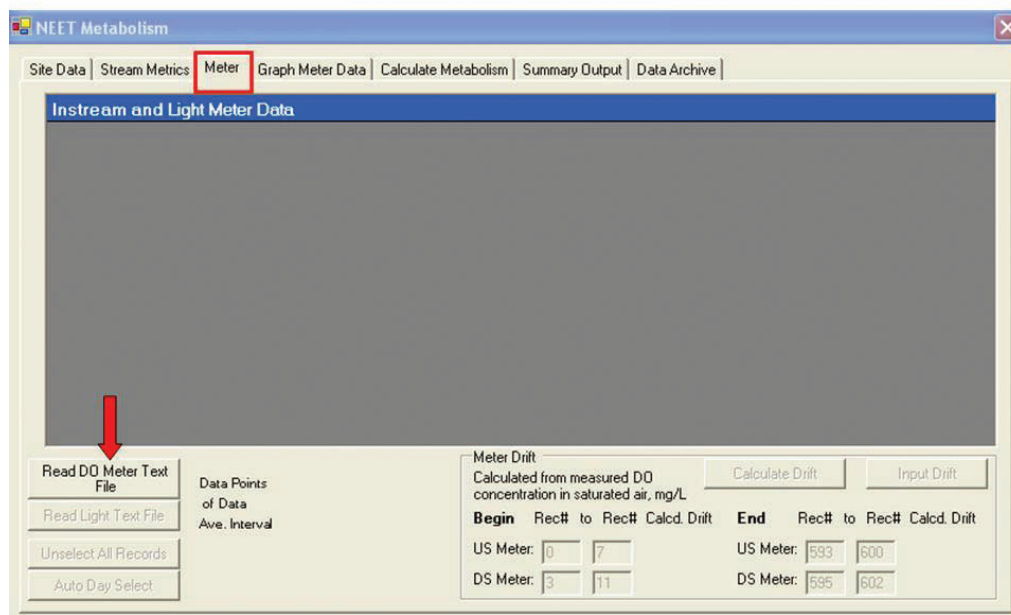 NEET Metabolism
Site Data Stream Metrics Meter Graph Meter Data Calculate Metabolism Summary Output Data Archive
Instream and Light Meter Data
Read DO Meter Text
File
Read Light Text File
Unselect All Records
Auto Day Select
Data Points
of Data
Ave. Interval
Meter Drift
Calculated from measured DO
concentration in saturated air, mg/L
Calculate Drift Input Drift
Begin Rec# to Rec# Calcd. Drift End Rec# to Rec# Calcd. Drift
US Meter: 0 7 US Meter: 593 600
DS Meter: 3 11 DS Meter: 595 602